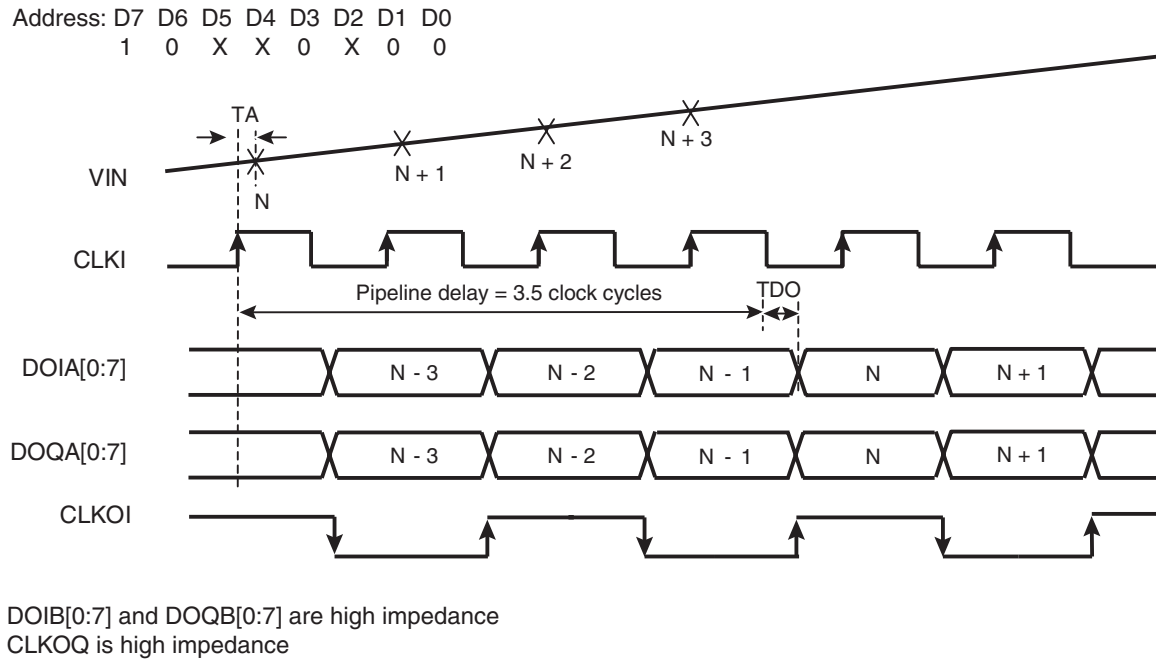 Address: D7 D6 D5 D4 D3 D2 D1 D0
1 0 X X 0 X 0 0
TA
VIN
N
N + 1
N + 2
N + 3
CLKI
Pipeline delay = 3.5 clock cycles
TDO
DOIA[0:7]
N - 3
N - 2
N - 1
N
N + 1
DOQA[0:7]
N - 3
N - 2
N - 1
N
N + 1
CLKOI
DOIB[0:7] and DOQB[0:7] are high impedance
CLKOQ is high impedance